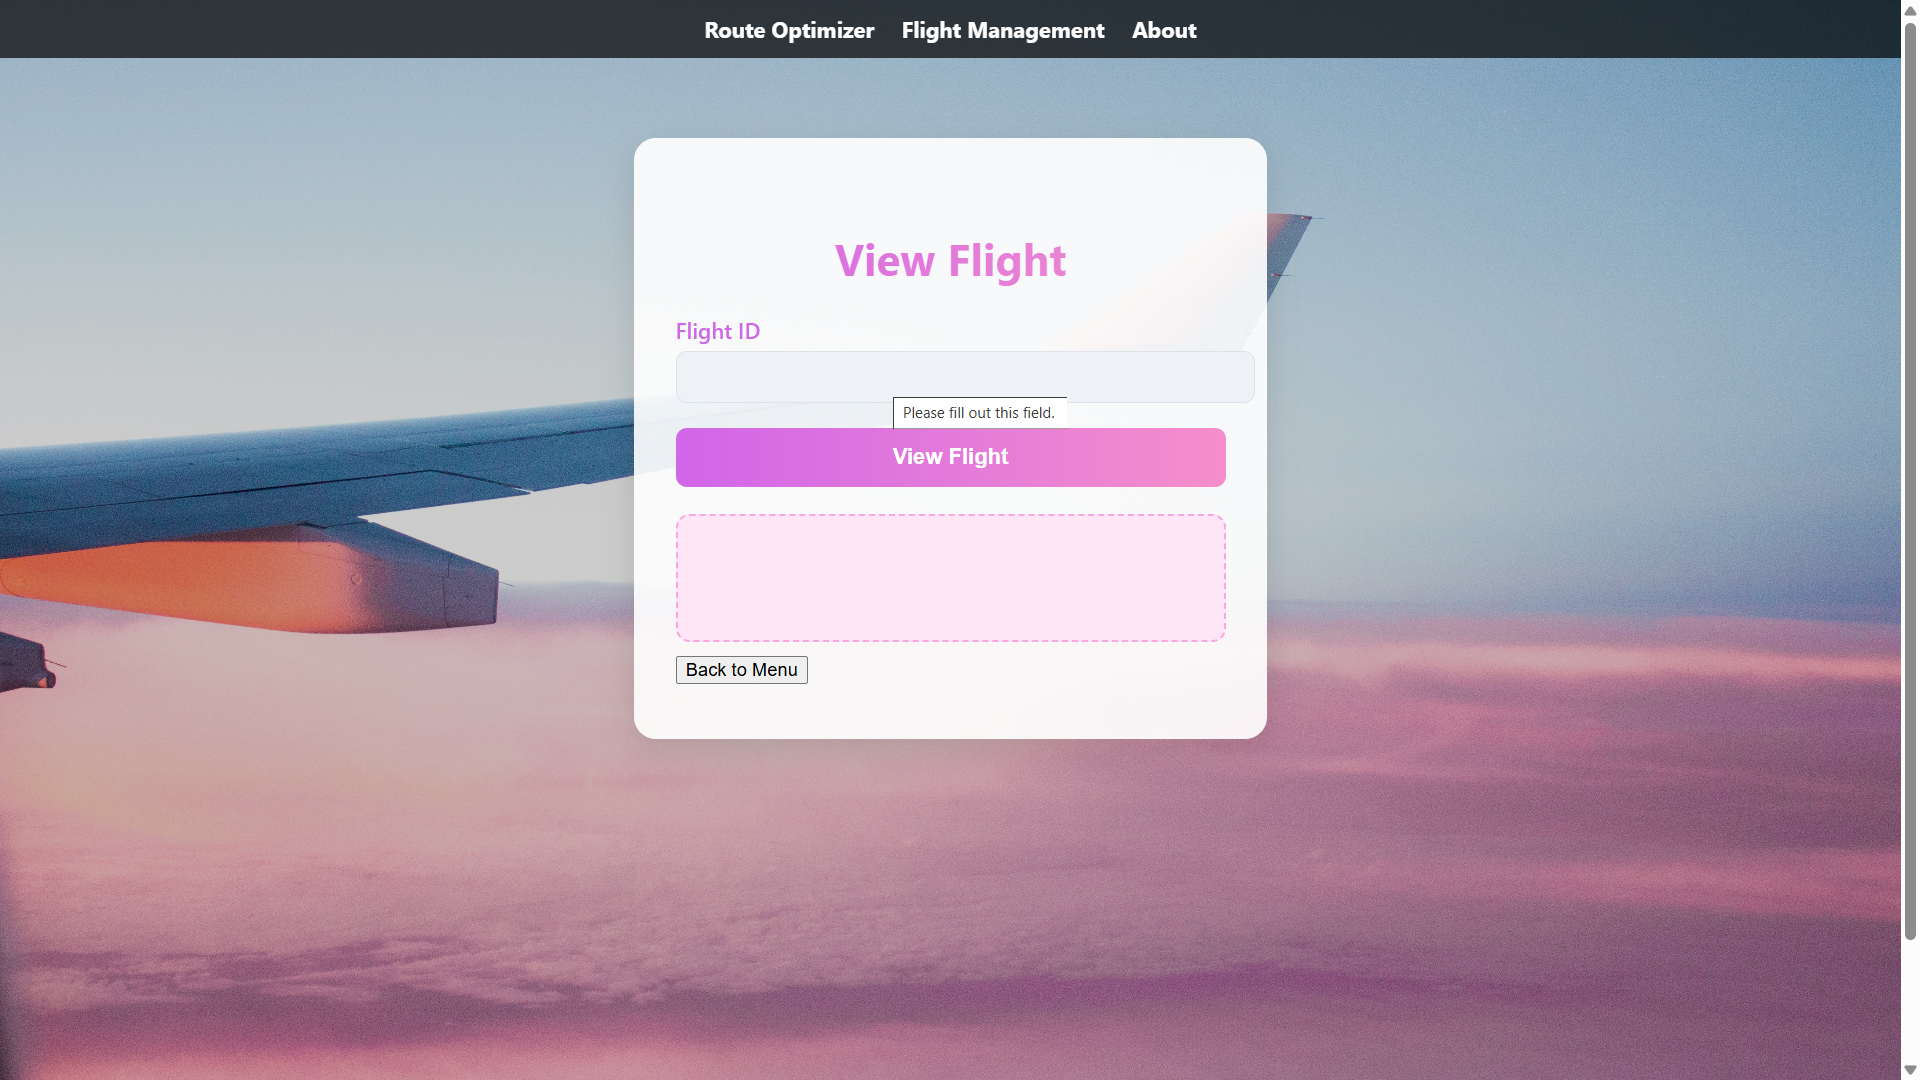 Route Optimizer Flight Management About
View Flight
Flight ID
Please fill out this field.
View Flight
Back to Menu